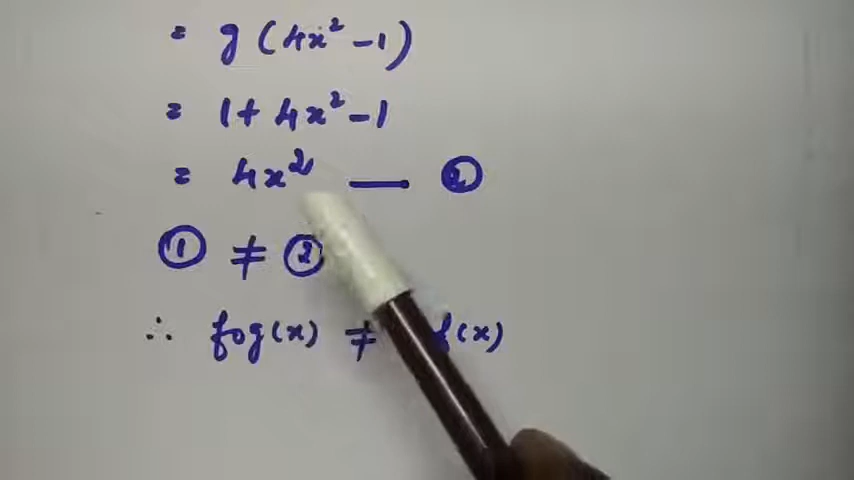 = g(4x² -1)
= 1+ 4x² -1
= 4x² — ②
① ≠ ②
∴ fog(x) ≠ f(x)